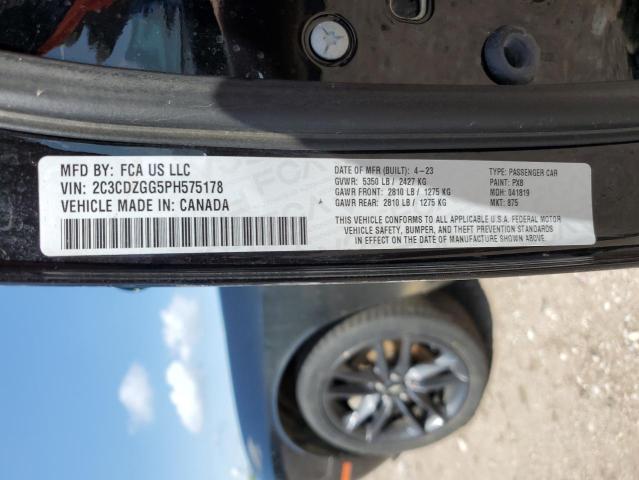 MFD BY: FCA US LLC
VIN: 2C3CDZGG5PH575178
VEHICLE MADE IN: CANADA
DATE OF MFR (BUILT): 4-23
GVWR: 5350 LB / 2427 KG
GAWR FRONT: 2810 LB / 1275 KG
GAWR REAR: 2810 LB / 1275 KG
TYPE: PASSENGER CAR
PAINT: PX8
MDH: 041819
MKT: 875
THIS VEHICLE CONFORMS TO ALL APPLICABLE U.S.A. FEDERAL MOTOR
VEHICLE SAFETY, BUMPER, AND THEFT PREVENTION STANDARDS
IN EFFECT ON THE DATE OF MANUFACTURE SHOWN ABOVE.